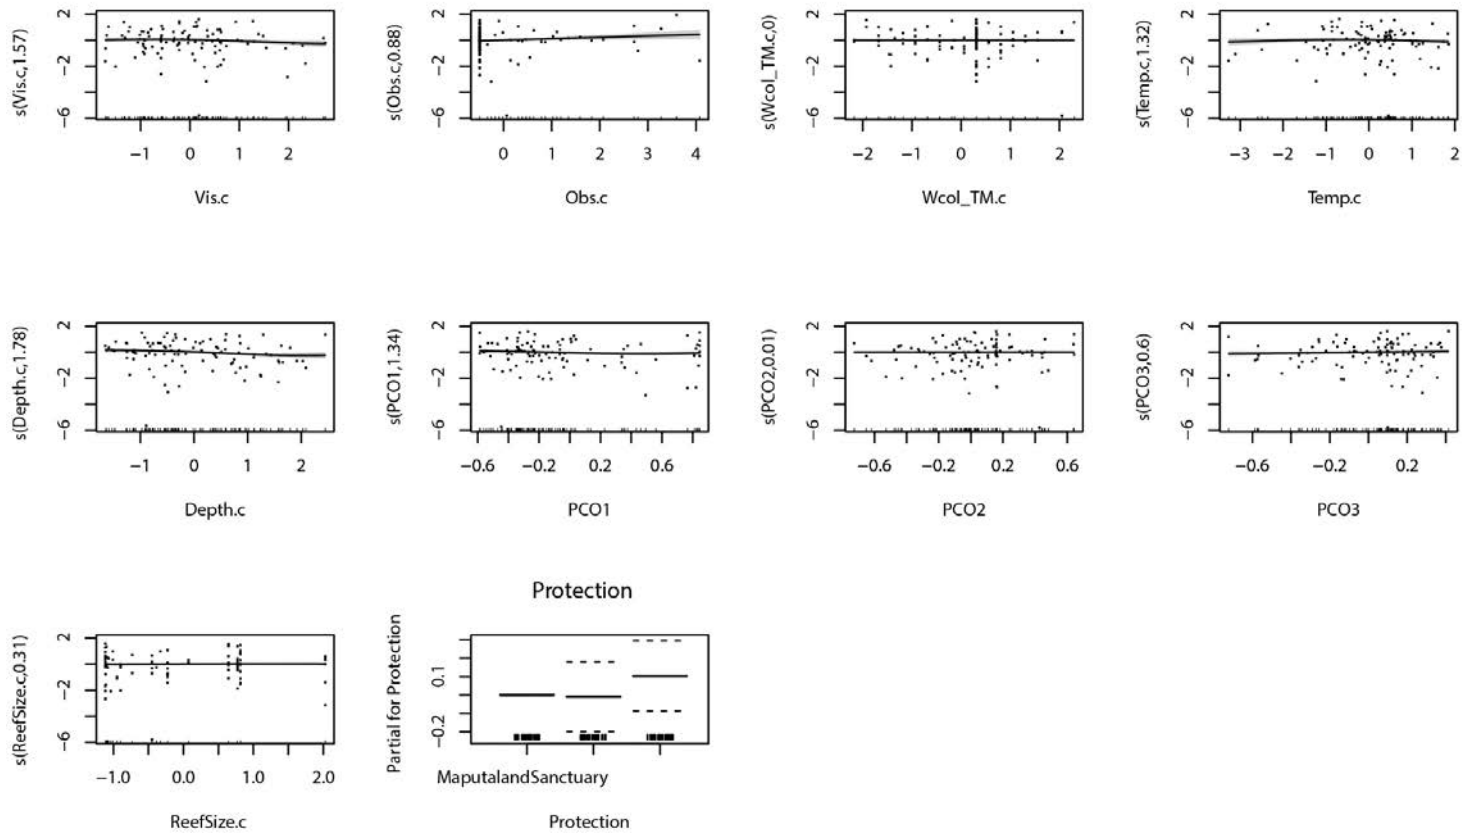 s(Vis.c,1.57)
2
−2
−6
−1 0 1 2
Vis.c
s(Obs.c,0.88)
2
−2
−6
0 1 2 3 4
Obs.c
s(Wcol_TM.c,0)
2
−2
−6
−2 −1 0 1 2
Wcol_TM.c
s(Temp.c,1.32)
2
−2
−6
−3 −2 −1 0 1 2
Temp.c
s(Depth.c,1.78)
2
−2
−6
−1 0 1 2
Depth.c
s(PCO1,1.34)
2
−2
−6
−0.6 −0.2 0.2 0.6
PCO1
s(PCO2,0.01)
2
−2
−6
−0.6 −0.2 0.2 0.6
PCO2
s(PCO3,0.6)
2
−2
−6
−0.6 −0.2 0.2
PCO3
s(ReefSize.c,0.31)
2
−2
−6
−1.0 0.0 1.0 2.0
ReefSize.c
Protection
Partial for Protection
0.1
−0.2
MaputalandSanctuary
Protection